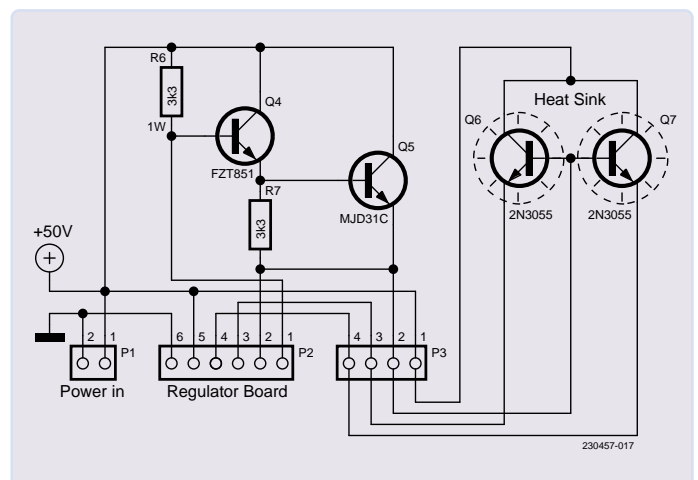 R6
3k3
1W
Q4
FZT851
R7
3k3
Q5
MJD31C
Heat Sink
Q6
Q7
2N3055
2N3055
+50V
2 1
P1
Power in
6 5 4 3 2 1
P2
Regulator Board
4 3 2 1
P3
230457-017